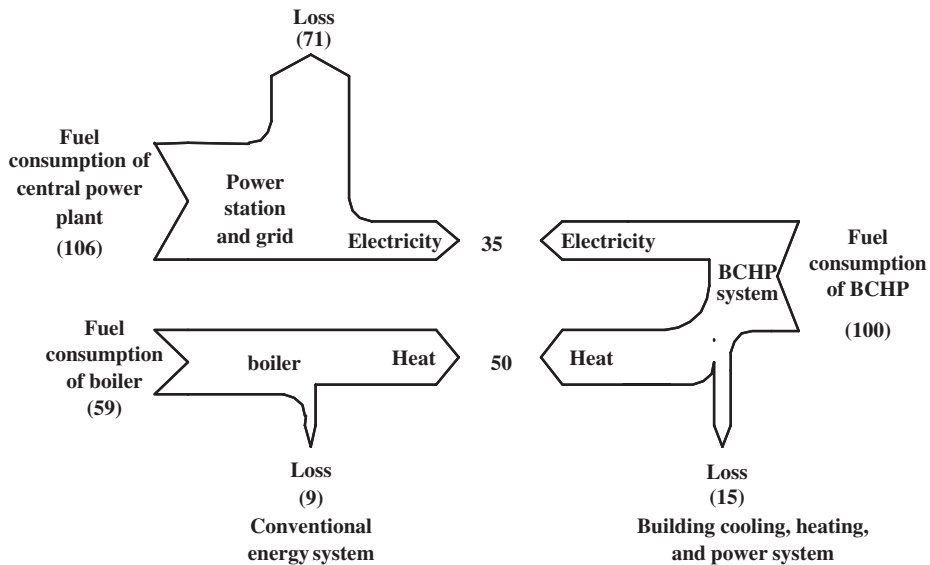 Loss
(71)
Fuel
consumption of
central power
plant
(106)
Power
station
and grid
Electricity
35
Electricity
BCHP
system
Fuel
consumption
of BCHP
(100)
Fuel
consumption
of boiler
(59)
boiler
Heat
50
Heat
Loss
(9)
Conventional
energy system
Loss
(15)
Building cooling, heating,
and power system